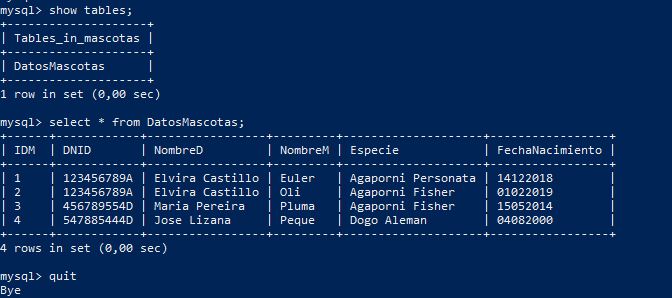 mysql> show tables;
+--------------------+
| Tables_in_mascotas |
+--------------------+
| DatosMascotas      |
+--------------------+
1 row in set (0,00 sec)
mysql> select * from DatosMascotas;
+-----+------------+-----------------+---------+--------------------+-----------------+
| IDM | DNID       | NombreD         | NombreM | Especie            | FechaNacimiento |
+-----+------------+-----------------+---------+--------------------+-----------------+
| 1   | 123456789A | Elvira Castillo | Euler   | Agaporni Personata | 14122018        |
| 2   | 123456789A | Elvira Castillo | Oli     | Agaporni Fisher    | 01022019        |
| 3   | 456789554D | Maria Pereira   | Pluma   | Agaporni Fisher    | 15052014        |
| 4   | 547885444D | Jose Lizana     | Peque   | Dogo Aleman        | 04082000        |
+-----+------------+-----------------+---------+--------------------+-----------------+
4 rows in set (0,00 sec)
mysql> quit
Bye